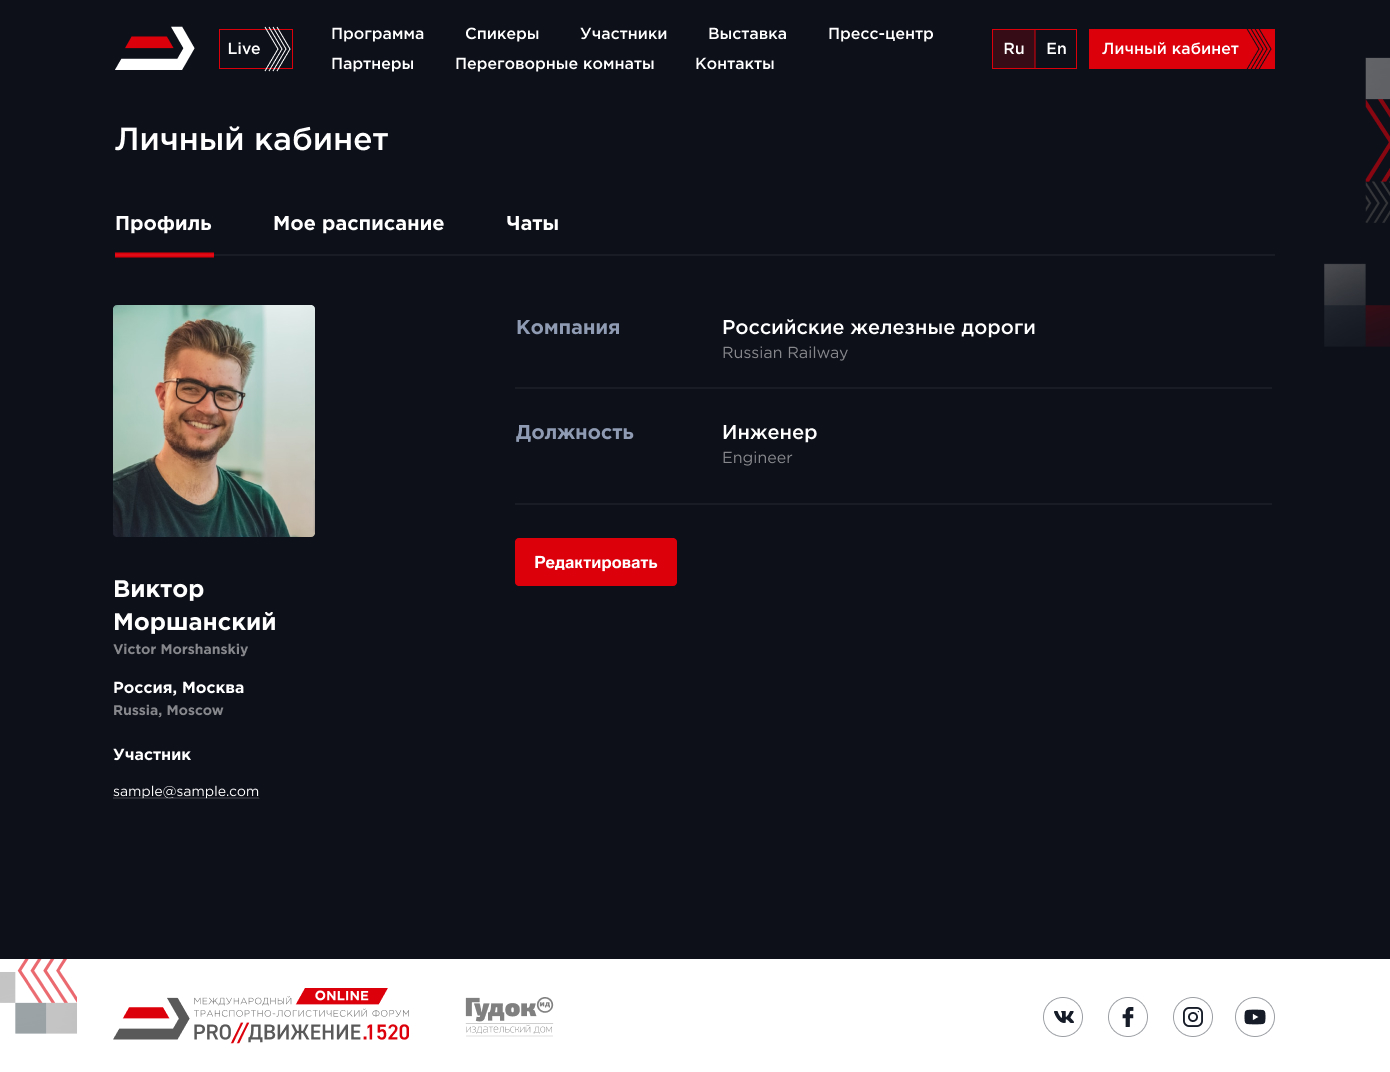 Live
Программа Спикеры Участники Выставка Пресс-центр
Партнеры Переговорные комнаты Контакты
Ru En
Личный кабинет
Личный кабинет
Профиль Мое расписание Чаты
Компания
Российские железные дороги
Russian Railway
Должность
Инженер
Engineer
Редактировать
Виктор
Моршанский
Victor Morshanskiy
Россия, Москва
Russia, Moscow
Участник
sample@sample.com
МЕЖДУНАРОДНЫЙ ONLINE
ТРАНСПОРТНО-ЛОГИСТИЧЕСКИЙ ФОРУМ
PRO//ДВИЖЕНИЕ.1520
Гудок ИД
ИЗДАТЕЛЬСКИЙ ДОМ